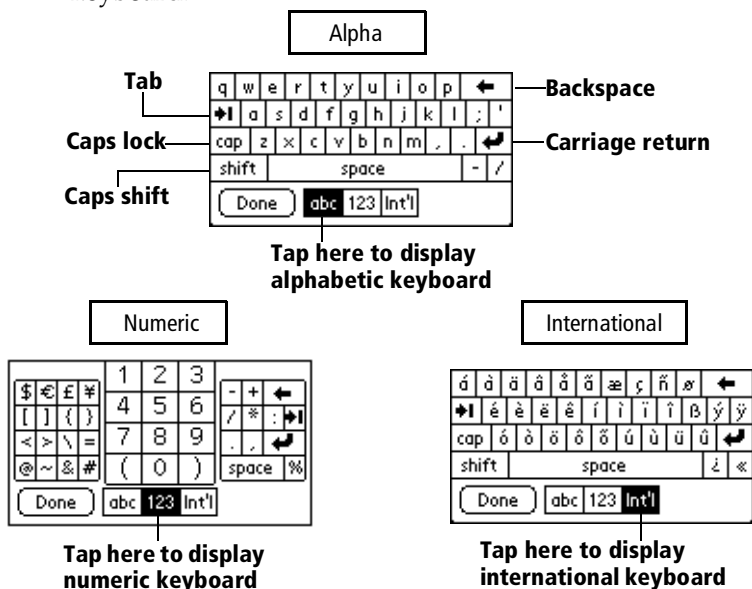 Alpha
Tab
Caps lock
Caps shift
q w e r t y u i o p
a s d f g h j k l ; '
cap z x c v b n m , .
shift space - /
Done abc 123 Int'l
Backspace
Carriage return
Tap here to display
alphabetic keyboard
Numeric
$ € £ ¥ 1 2 3 - +
[ ] { } 4 5 6 / * :
< > \ = 7 8 9 . ,
@ ~ & # ( 0 ) space %
Done abc 123 Int'l
Tap here to display
numeric keyboard
International
á à ä â å ã æ ç ñ ø
é è ë ê í ì ï î ß ý ÿ
cap ó ò ö ô õ ú ù ü û
shift space ¿ «
Done abc 123 Int'l
Tap here to display
international keyboard